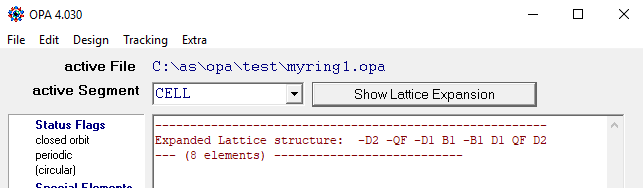 OPA 4.030
File Edit Design Tracking Extra
active File C:\as\opa\test\myring1.opa
active Segment CELL Show Lattice Expansion
Status Flags
closed orbit
periodic
(circular)
Special Elements
--------------------------------------------------------
Expanded Lattice structure: -D2 -QF -D1 B1 -B1 D1 QF D2
--- (8 elements) ---------------------------